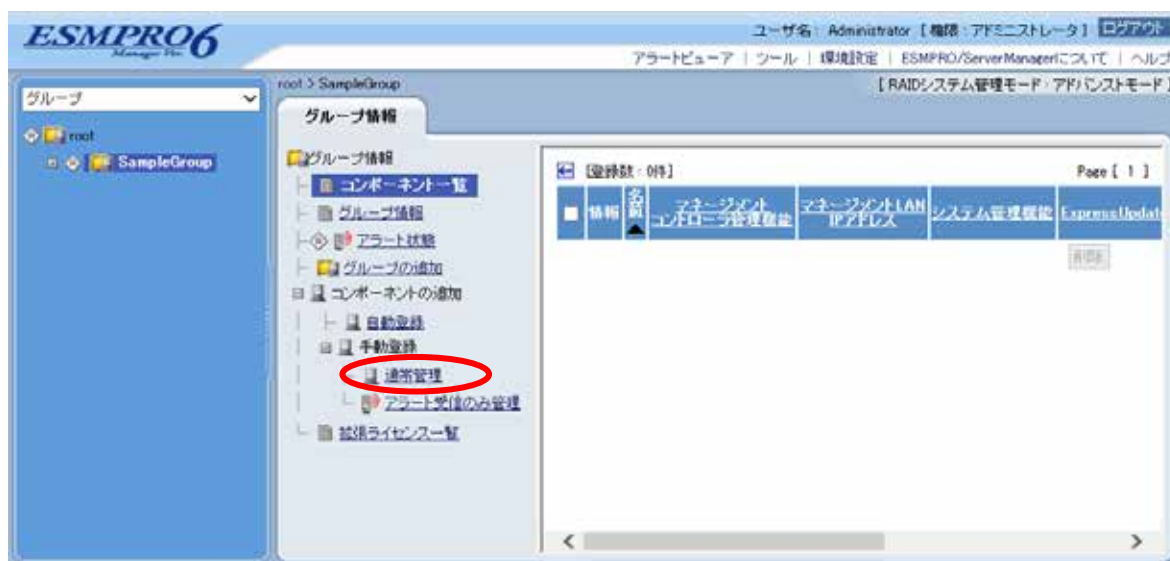 ESMPRO6
Manager Ver.
ユーザ名: Administrator [ 権限 : アドミニストレータ ] ログアウト
アラートビューア | ツール | 環境設定 | ESMPRO/ServerManagerについて | ヘルプ
グループ
root
SampleGroup
root > SampleGroup
[ RAIDシステム管理モード : アドバンストモード ]
グループ情報
グループ情報
コンポーネント一覧
グループ情報
アラート状態
グループの追加
コンポーネントの追加
自動登録
手動登録
通常管理
アラート受信のみ管理
拡張ライセンス一覧
[登録数 : 0件]
Page [ 1 ]
情報
名前
マネージメント
コントローラ管理機能
マネージメントLAN
IPアドレス
システム管理機能
ExpressUpdat
削除